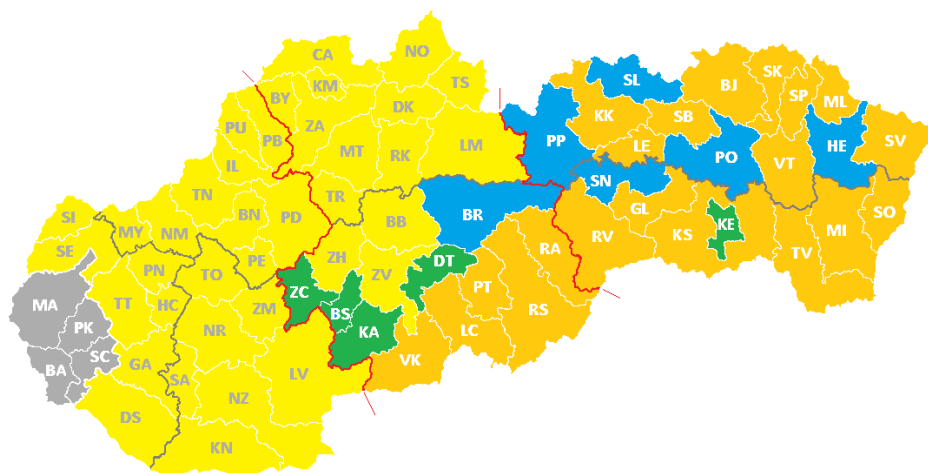 CA
NO
BY
KM
TS
SK
BJ
SL
SP
ML
DK
KK
SB
PU
ZA
PB
MT
RK
LM
PP
LE
PO
HE
SV
IL
VT
TN
TR
SN
BN
PD
BB
BR
GL
SI
MY
NM
SO
SE
PE
ZH
RA
RV
KS
KE
TV
MI
PN
TO
DT
ZV
PT
MA
TT
HC
ZM
ZC
BS
RS
PK
NR
KA
LC
SC
GA
VK
BA
SA
NZ
LV
DS
KN